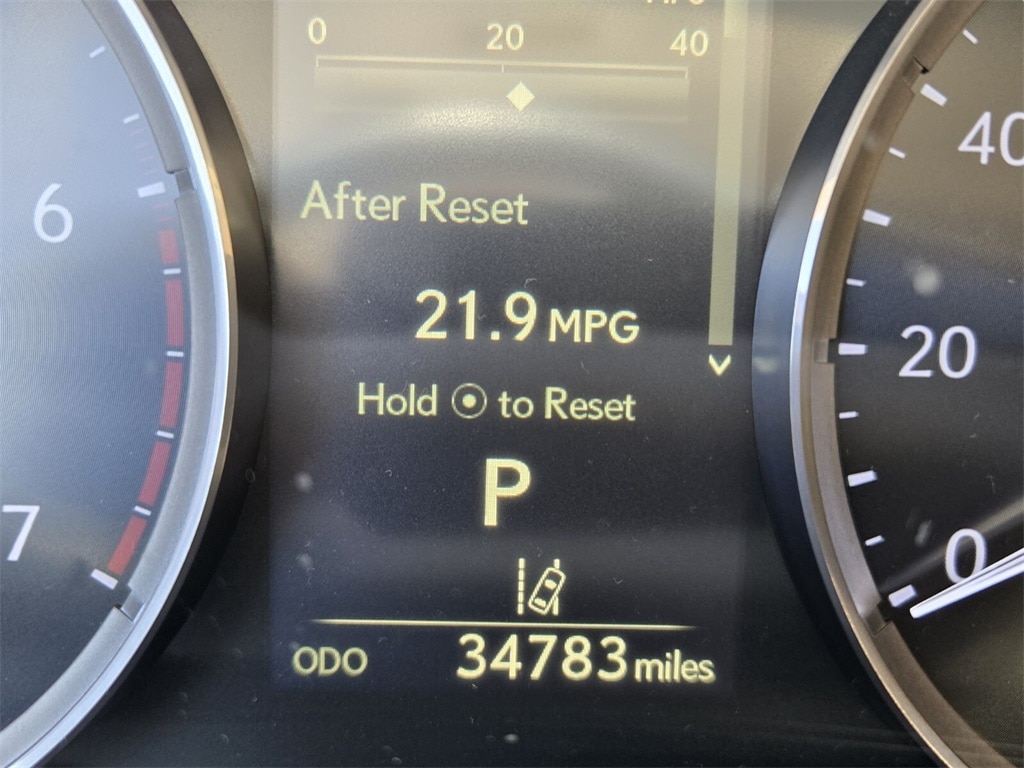 0 20 40
After Reset
21.9 MPG
Hold to Reset
P
ODO 34783 miles
6
7
40
20
0